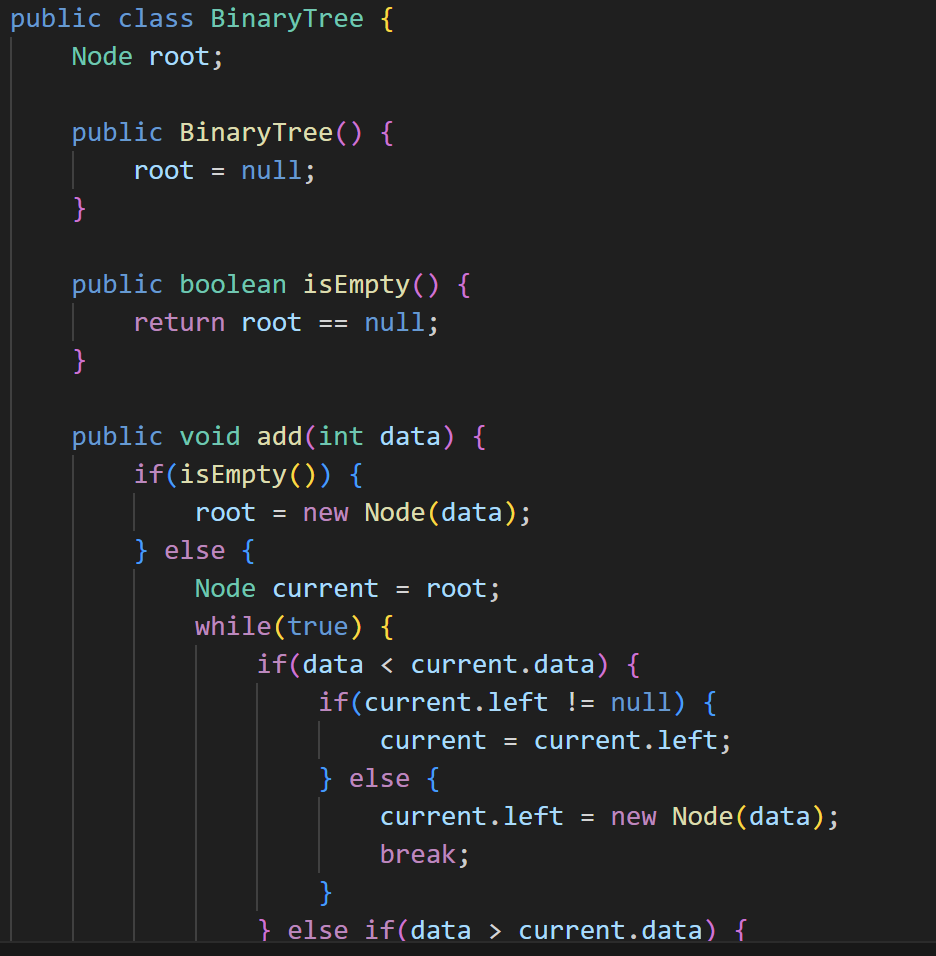 public class BinaryTree {
    Node root;

    public BinaryTree() {
        root = null;
    }

    public boolean isEmpty() {
        return root == null;
    }

    public void add(int data) {
        if(isEmpty()) {
            root = new Node(data);
        } else {
            Node current = root;
            while(true) {
                if(data < current.data) {
                    if(current.left != null) {
                        current = current.left;
                    } else {
                        current.left = new Node(data);
                        break;
                    }
                } else if(data > current.data) {